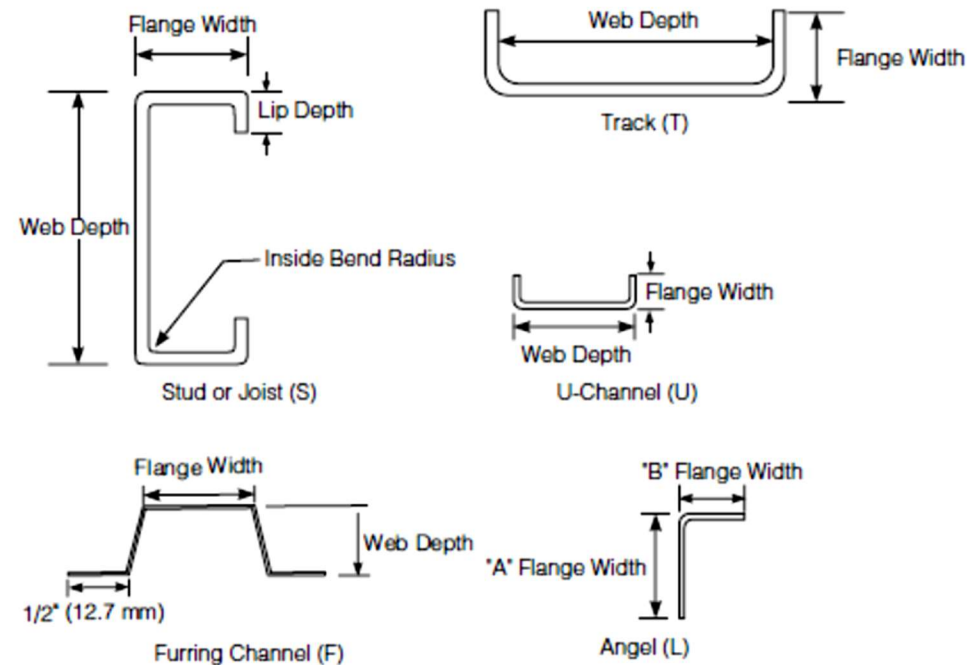 Flange Width
Lip Depth
Web Depth
Inside Bend Radius
Stud or Joist (S)
Web Depth
Flange Width
Track (T)
Flange Width
Web Depth
U-Channel (U)
Flange Width
Web Depth
1/2" (12.7 mm)
Furring Channel (F)
"B" Flange Width
"A" Flange Width
Angel (L)